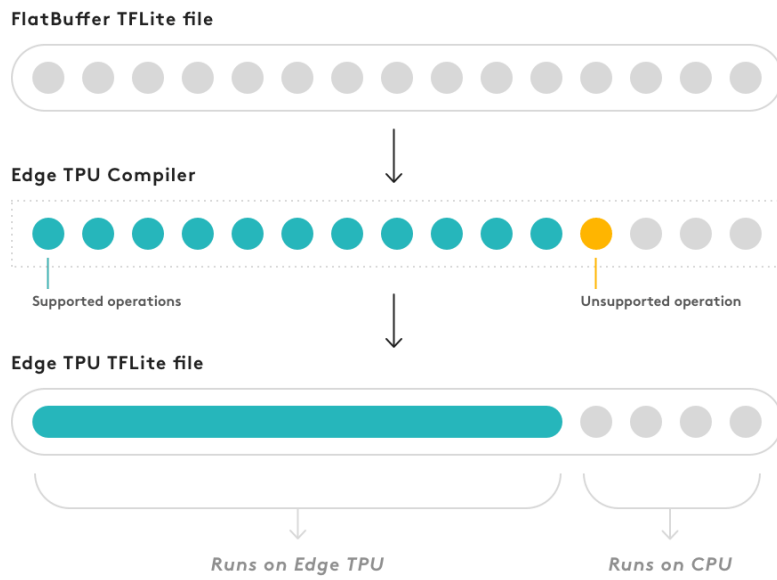 FlatBuffer TFLite file
Edge TPU Compiler
Supported operations
Unsupported operation
Edge TPU TFLite file
Runs on Edge TPU
Runs on CPU